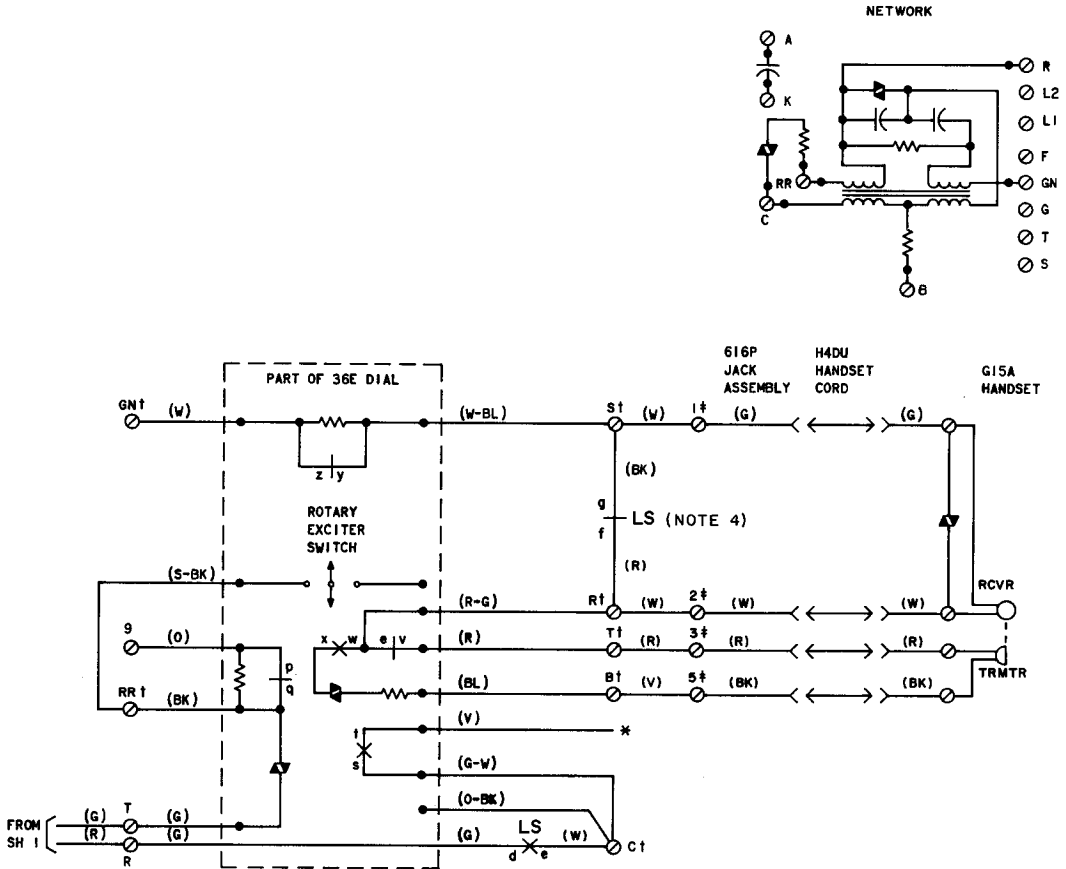 NETWORK
A
K
R
L2
L1
F
GN
G
T
S
RR
C
B
616P
JACK
ASSEMBLY
H4DU
HANDSET
CORD
G15A
HANDSET
PART OF 36E DIAL
GN†
(W)
(W-BL)
S†
(W)
1‡
(G)
(G)
z
y
(BK)
g
LS (NOTE 4)
f
(R)
ROTARY
EXCITER
SWITCH
(S-BK)
RCVR
(R-G)
R†
(W)
2‡
(W)
(W)
9
(O)
x
w
e
v
(R)
T†
(R)
3‡
(R)
(R)
p
q
TRMTR
RR†
(BK)
(BL)
B†
(V)
5‡
(BK)
(BK)
t
s
(V)
*
(G-W)
(O-BK)
FROM
SH 1
(G)
T
(G)
(R)
R
(G)
(G)
LS
d
e
(W)
C†